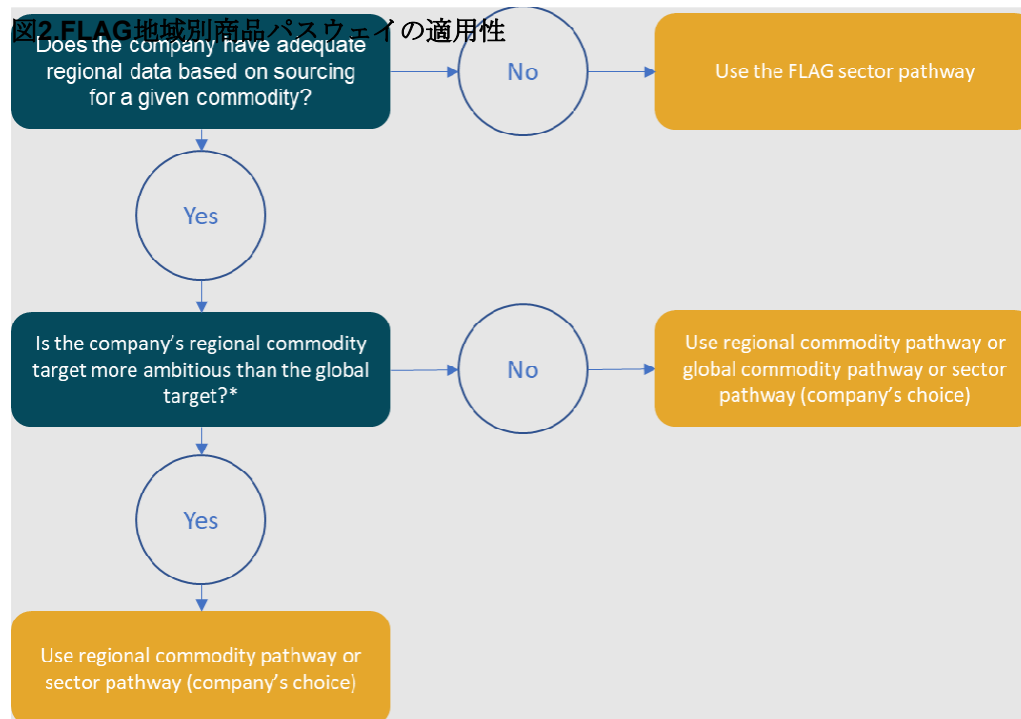 図2.FLAG地域別商品パスウェイの適用性
Does the company have adequate
regional data based on sourcing
for a given commodity?
No
Use the FLAG sector pathway
Yes
Is the company's regional commodity
target more ambitious than the global
target?*
No
Use regional commodity pathway or
global commodity pathway or sector
pathway (company's choice)
Yes
Use regional commodity pathway or
sector pathway (company's choice)